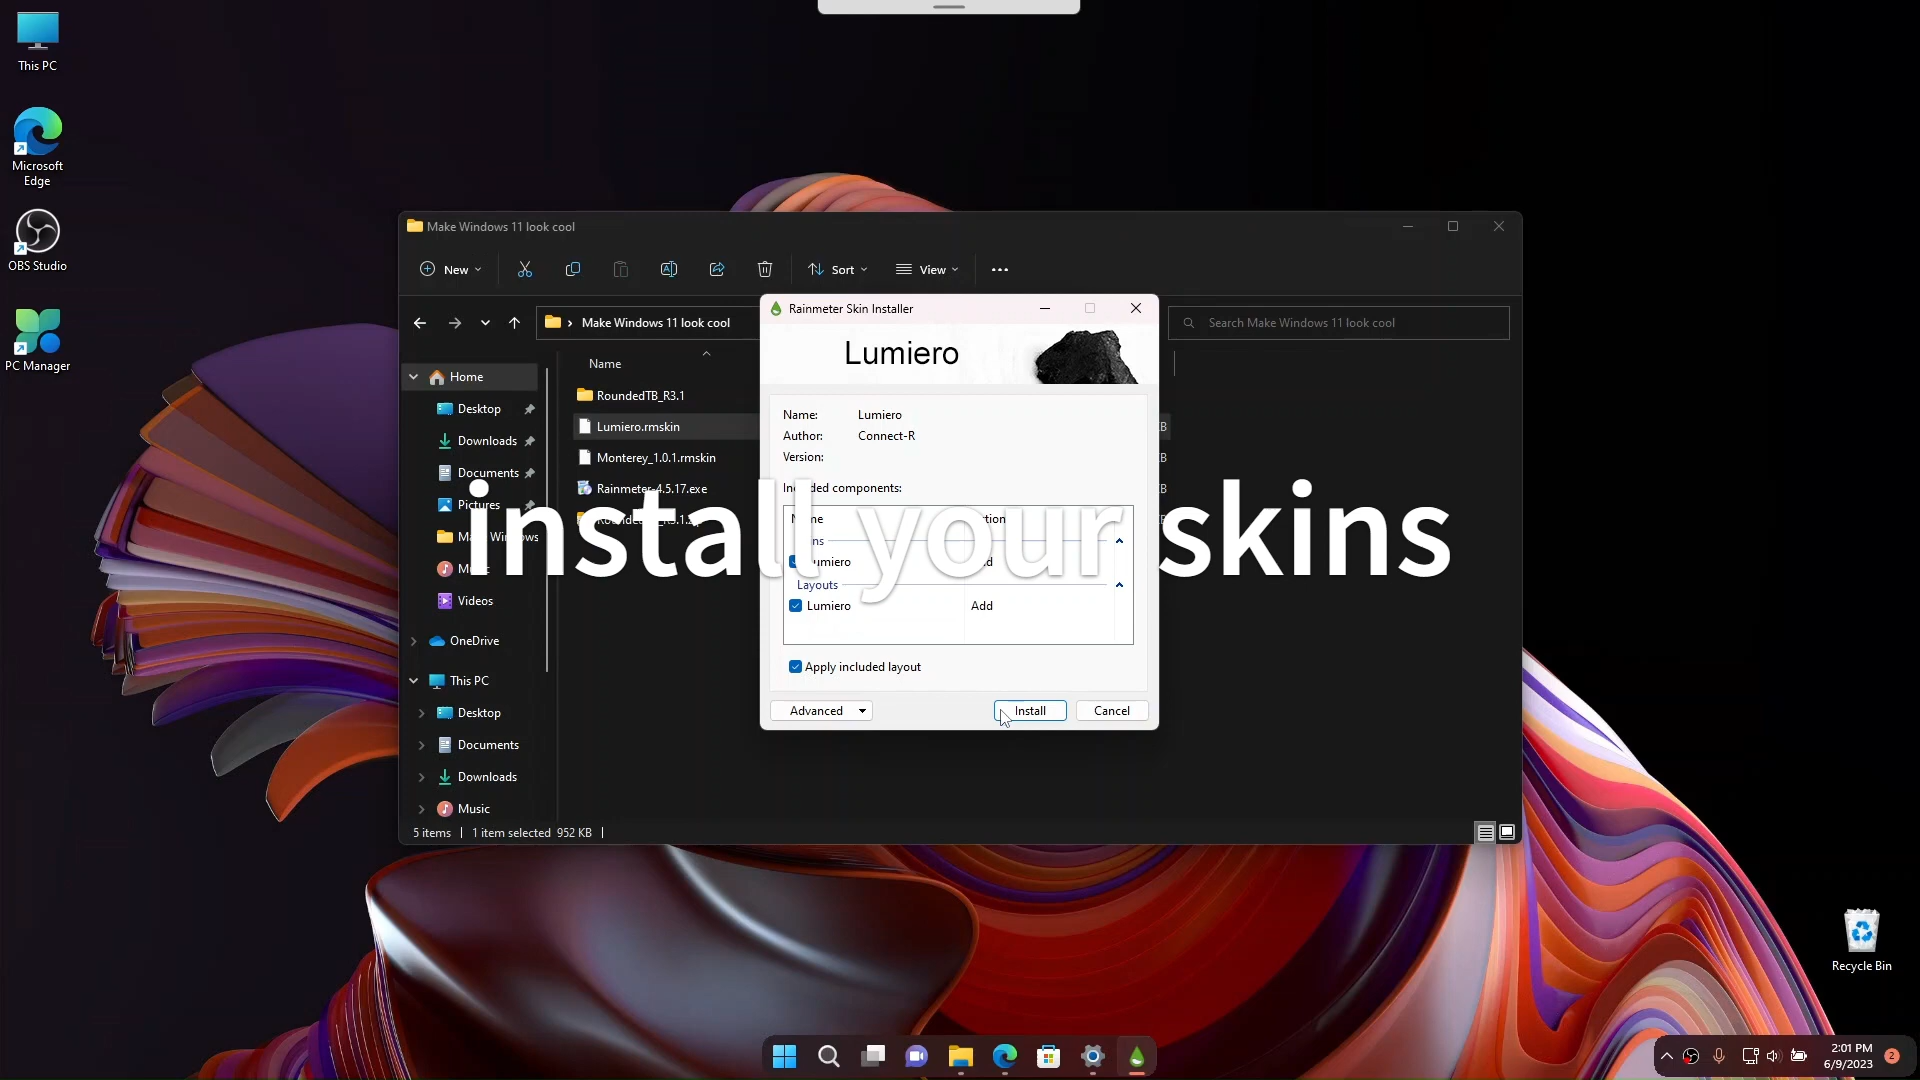 This PC
Microsoft
Edge
OBS Studio
PC Manager
Make Windows 11 look cool
New
Sort
View
Make Windows 11 look cool
Search Make Windows 11 look cool
Home
Desktop
Downloads
Documents
Pictures
Videos
OneDrive
This PC
Desktop
Documents
Downloads
Music
Name
RoundedTB_R3.1
Lumiero.rmskin
Monterey_1.0.1.rmskin
Rainmeter-4.5.17.exe
5 items | 1 item selected 952 KB |
Rainmeter Skin Installer
Lumiero
Name: Lumiero
Author: Connect-R
Version:
Included components:
Layouts
Lumiero Add
Apply included layout
Advanced
Install
Cancel
install your skins
Recycle Bin
2:01 PM
6/9/2023
2